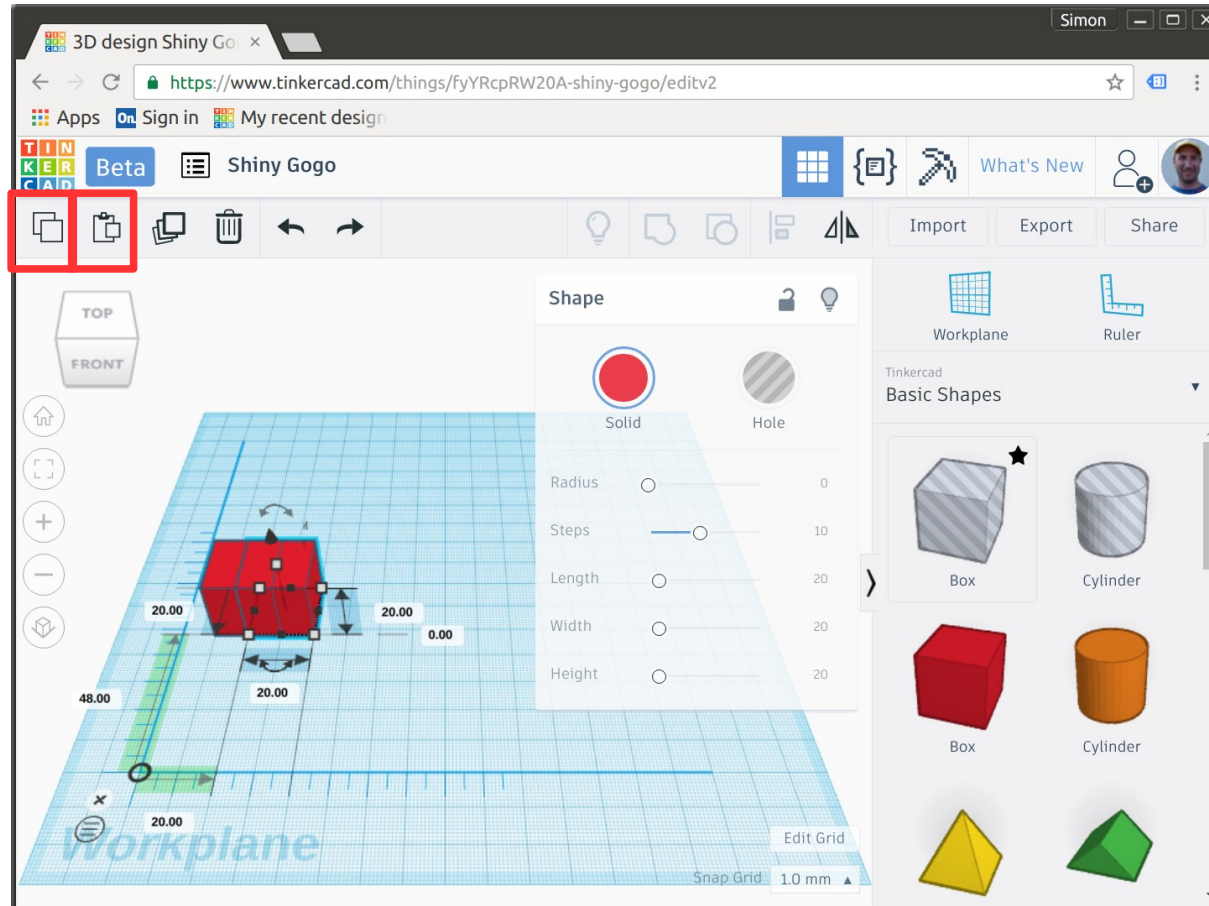 Simon
3D design Shiny Go
https://www.tinkercad.com/things/fyYRcpRW20A-shiny-gogo/editv2
Apps On Sign in My recent design
TIN
KER
CAD
Beta Shiny Gogo What's New
Import Export Share
TOP
FRONT
Shape
Solid Hole
Radius 0
Steps 10
Length 20
Width 20
Height 20
Workplane Ruler
Tinkercad
Basic Shapes
Box Cylinder
Box Cylinder
20.00 20.00
0.00
20.00
48.00
20.00
Workplane
Edit Grid
Snap Grid 1.0 mm